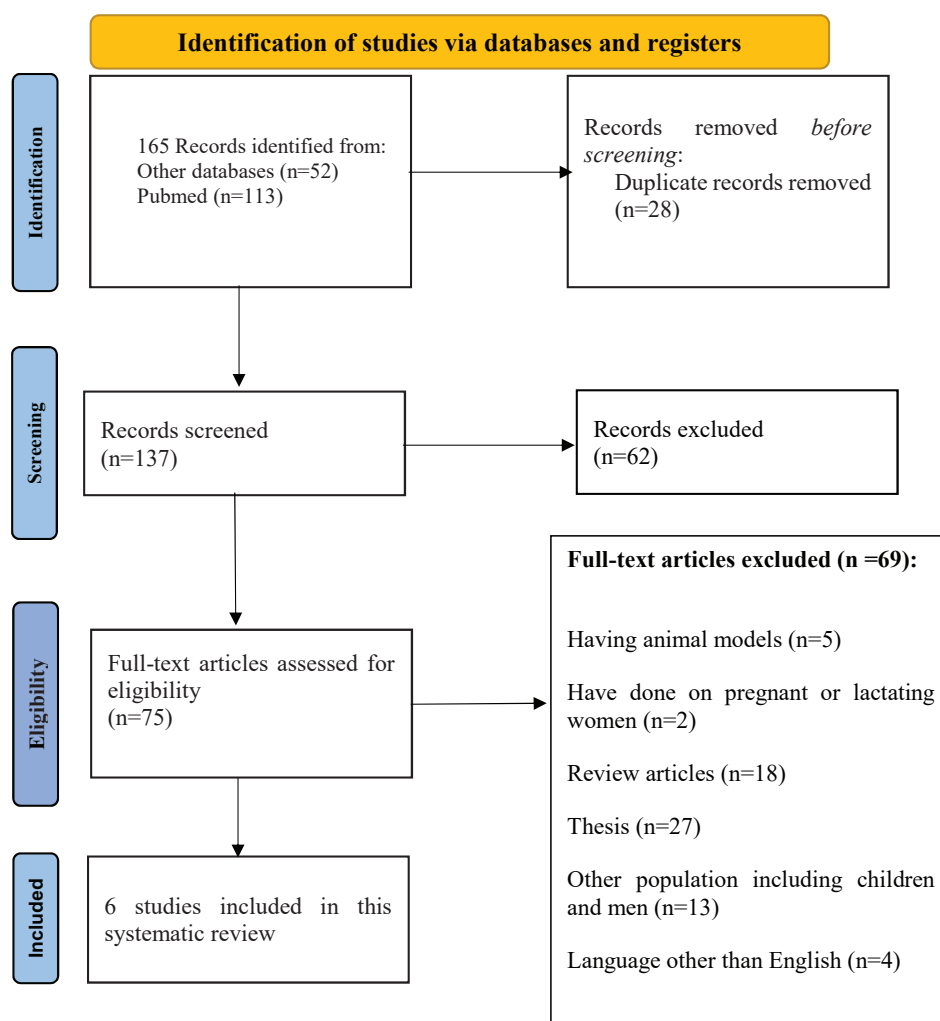 Identification of studies via databases and registers
Identification
165 Records identified from:
Other databases (n=52)
Pubmed (n=113)
Records removed before
screening:
Duplicate records removed
(n=28)
Screening
Records screened
(n=137)
Records excluded
(n=62)
Eligibility
Full-text articles assessed for
eligibility
(n=75)
Full-text articles excluded (n =69):
Having animal models (n=5)
Have done on pregnant or lactating
women (n=2)
Review articles (n=18)
Thesis (n=27)
Other population including children
and men (n=13)
Language other than English (n=4)
Included
6 studies included in this
systematic review